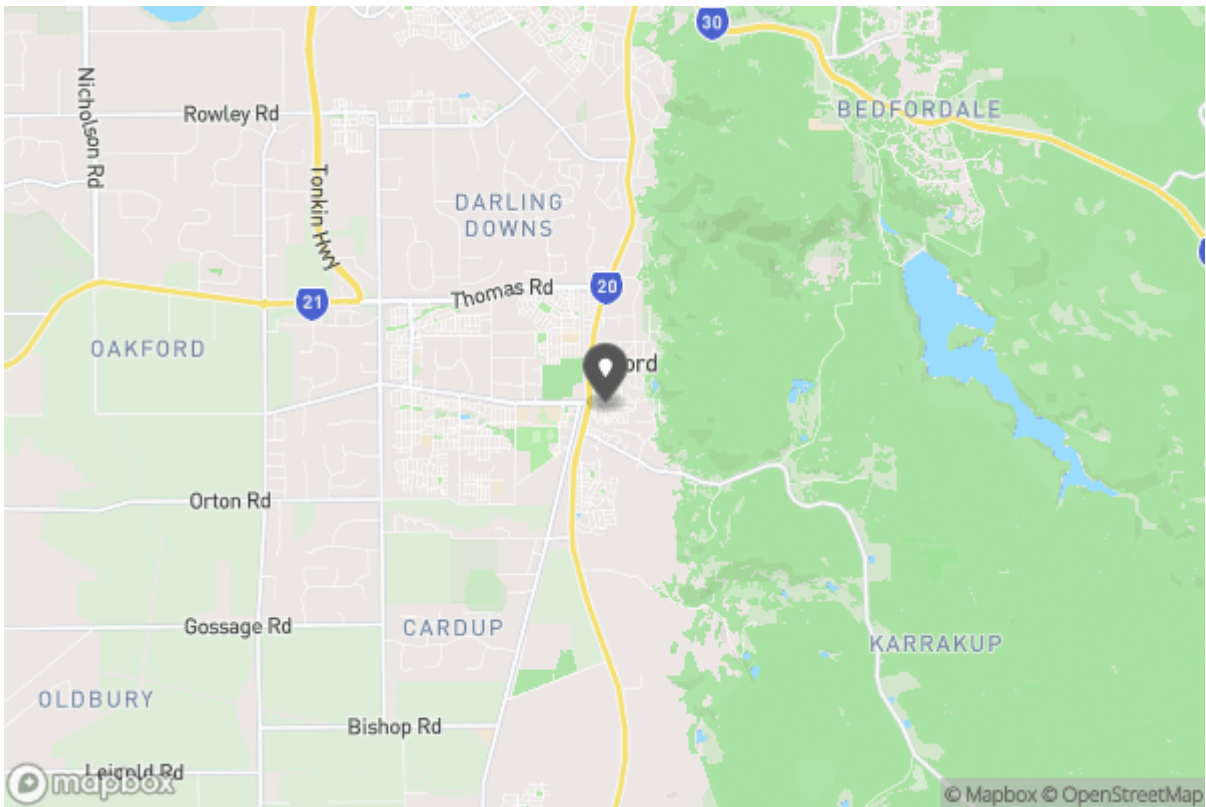 30
BEDFORDALE
Nicholson Rd
Rowley Rd
Tonkin Hwy
DARLING
DOWNS
Thomas Rd
20
21
OAKFORD
ord
Orton Rd
Gossage Rd
CARDUP
KARRAKUP
OLDBURY
Bishop Rd
Rd
mapbox
© Mapbox © OpenStreetMap